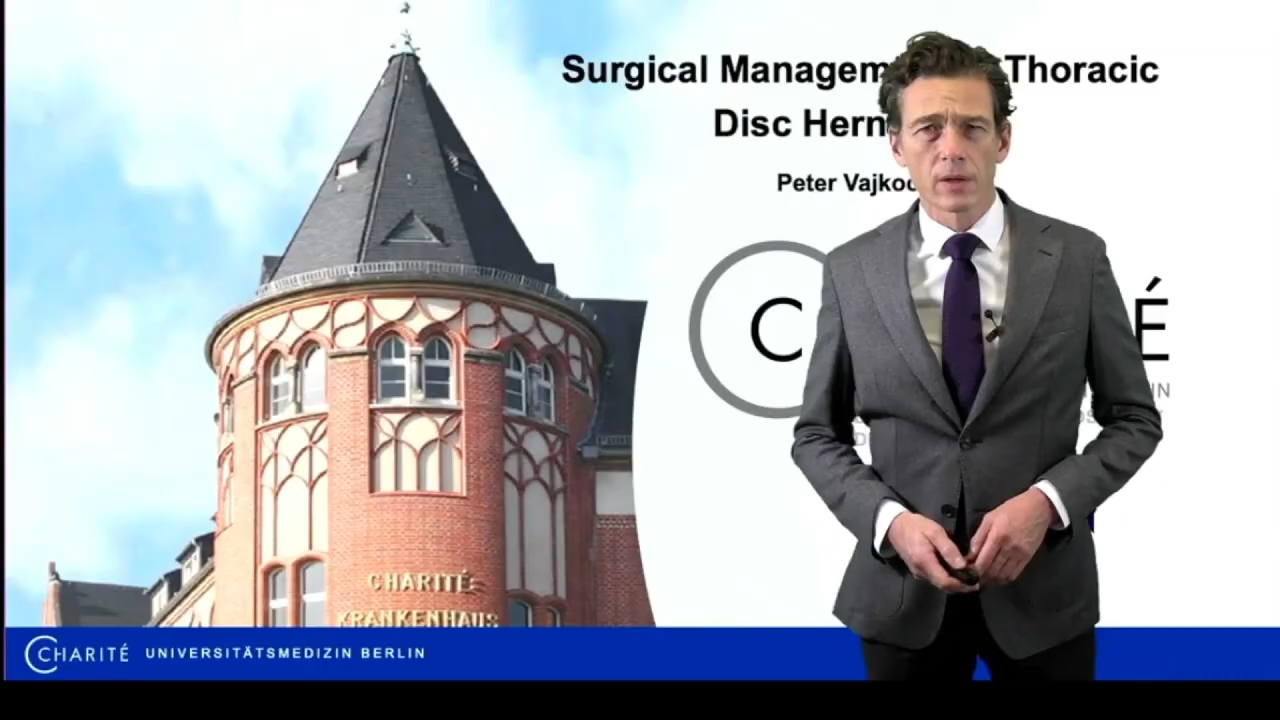 Surgical Managem Thoracic
Disc Hern
Peter Vajkoc
C É
CHARITÉ
KRANKENHAUS
CHARITÉ UNIVERSITÄTSMEDIZIN BERLIN